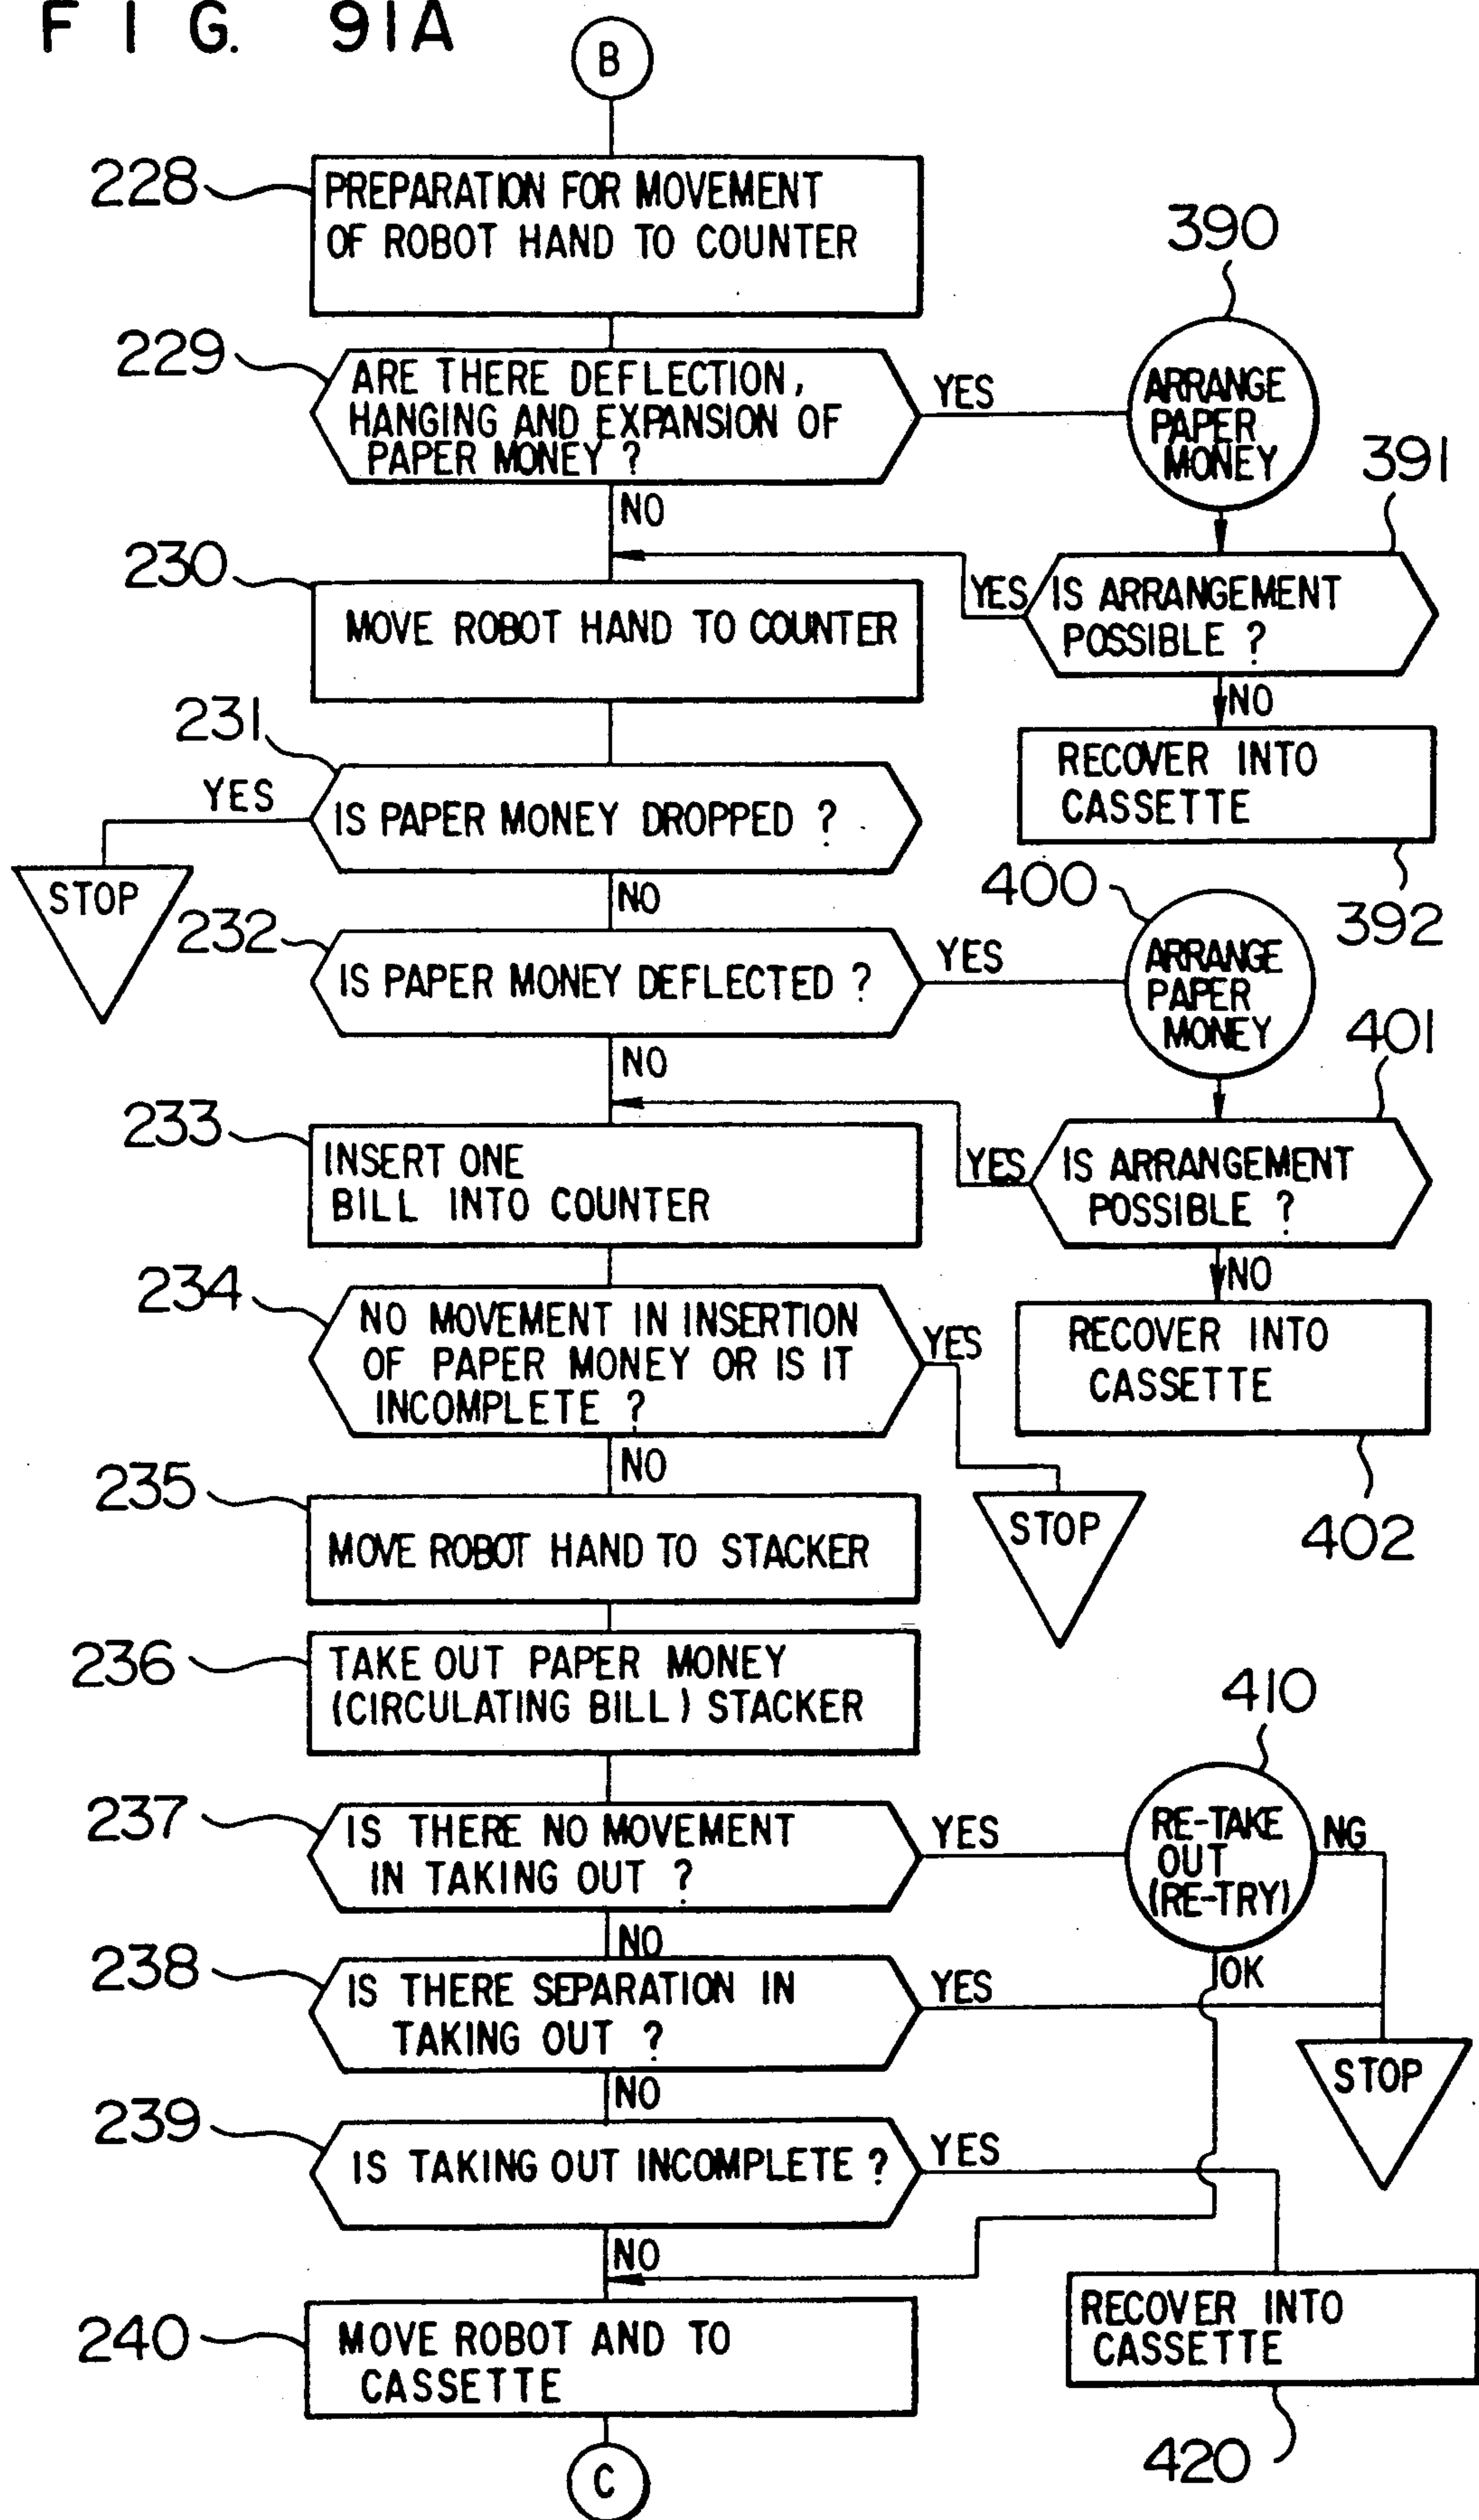 FIG. 91A
B
228
PREPARATION FOR MOVEMENT
OF ROBOT HAND TO COUNTER
390
229
ARE THERE DEFLECTION,
HANGING AND EXPANSION OF
PAPER MONEY ?
YES
ARRANGE
PAPER
MONEY
391
NO
230
MOVE ROBOT HAND TO COUNTER
YES
IS ARRANGEMENT
POSSIBLE ?
NO
RECOVER INTO
CASSETTE
392
231
YES
IS PAPER MONEY DROPPED ?
STOP
NO
400
232
IS PAPER MONEY DEFLECTED ?
YES
ARRANGE
PAPER
MONEY
401
NO
233
INSERT ONE
BILL INTO COUNTER
YES
IS ARRANGEMENT
POSSIBLE ?
NO
RECOVER INTO
CASSETTE
402
234
NO MOVEMENT IN INSERTION
OF PAPER MONEY OR IS IT
INCOMPLETE ?
YES
STOP
NO
235
MOVE ROBOT HAND TO STACKER
236
TAKE OUT PAPER MONEY
(CIRCULATING BILL) STACKER
410
237
IS THERE NO MOVEMENT
IN TAKING OUT ?
YES
RE-TAKE
OUT
(RE-TRY)
NG
OK
NO
238
IS THERE SEPARATION IN
TAKING OUT ?
YES
STOP
NO
239
IS TAKING OUT INCOMPLETE ?
YES
NO
240
MOVE ROBOT AND TO
CASSETTE
RECOVER INTO
CASSETTE
420
C